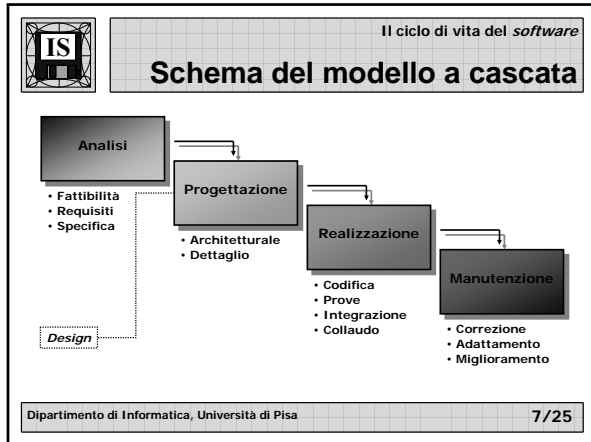 IS
Il ciclo di vita del software
Schema del modello a cascata
Analisi
• Fattibilità
• Requisiti
• Specifica
Progettazione
• Architetturale
• Dettaglio
Realizzazione
• Codifica
• Prove
• Integrazione
• Collaudo
Manutenzione
• Correzione
• Adattamento
• Miglioramento
Design
Dipartimento di Informatica, Università di Pisa
7/25